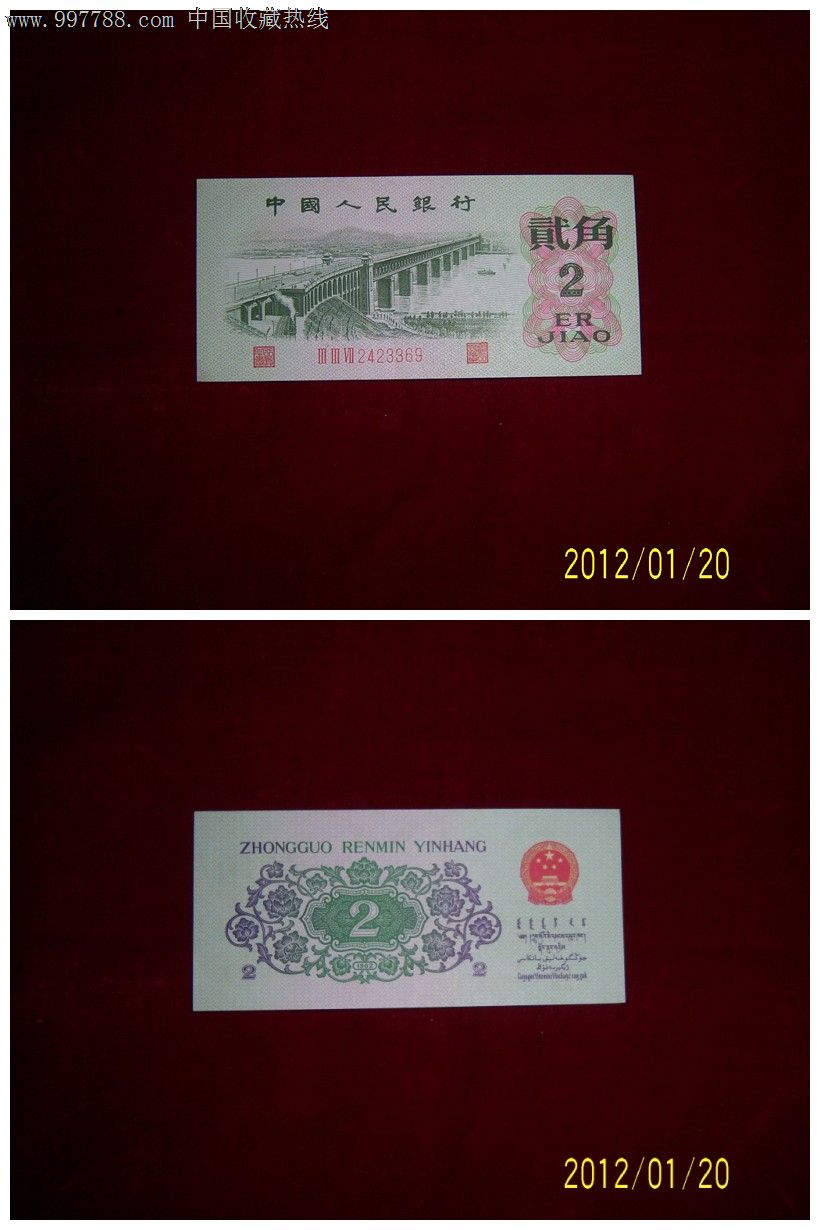 www.997788.com 中国收藏热线
中國人民銀行
貳角
2
ER
JIAO
III III VII 2423369
2012/01/20
ZHONGGUO RENMIN YINHANG
2
2 1962 2
2012/01/20